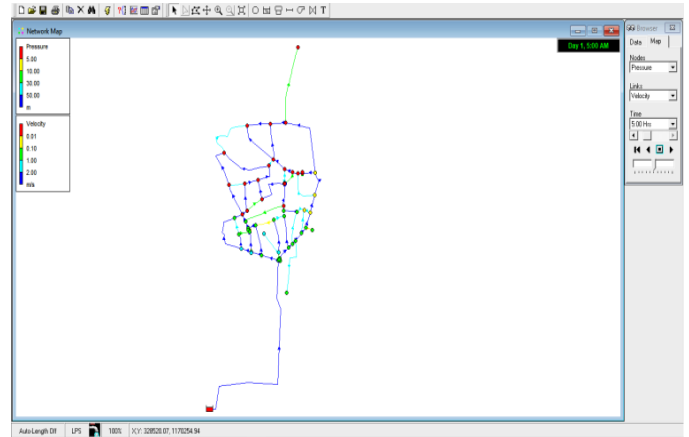 T
Network Map
Day 1, 5:00 AM
Pressure
5.00
10.00
30.00
50.00
m
Velocity
0.01
0.10
1.00
2.00
m/s
Browser
Data Map
Nodes
Pressure
Links
Velocity
Time
5:00 Hrs
Auto-Length Off LPS 100% X,Y: 328528.07, 1170254.94